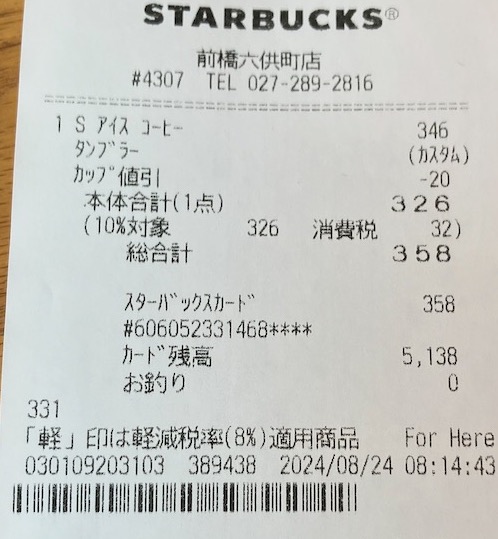 STARBUCKS®
前橋六供町店
#4307 TEL 027-289-2816
1 S アイス コーヒー 346
タンブラー (カスタム)
カップ値引 -20
本体合計(1点) 326
(10%対象 326 消費税 32)
総合計 358
スターバックスカード 358
#606052331468****
カード残高 5,138
お釣り 0
331
「軽」印は軽減税率(8%)適用商品 For Here
030109203103 389438 2024/08/24 08:14:43